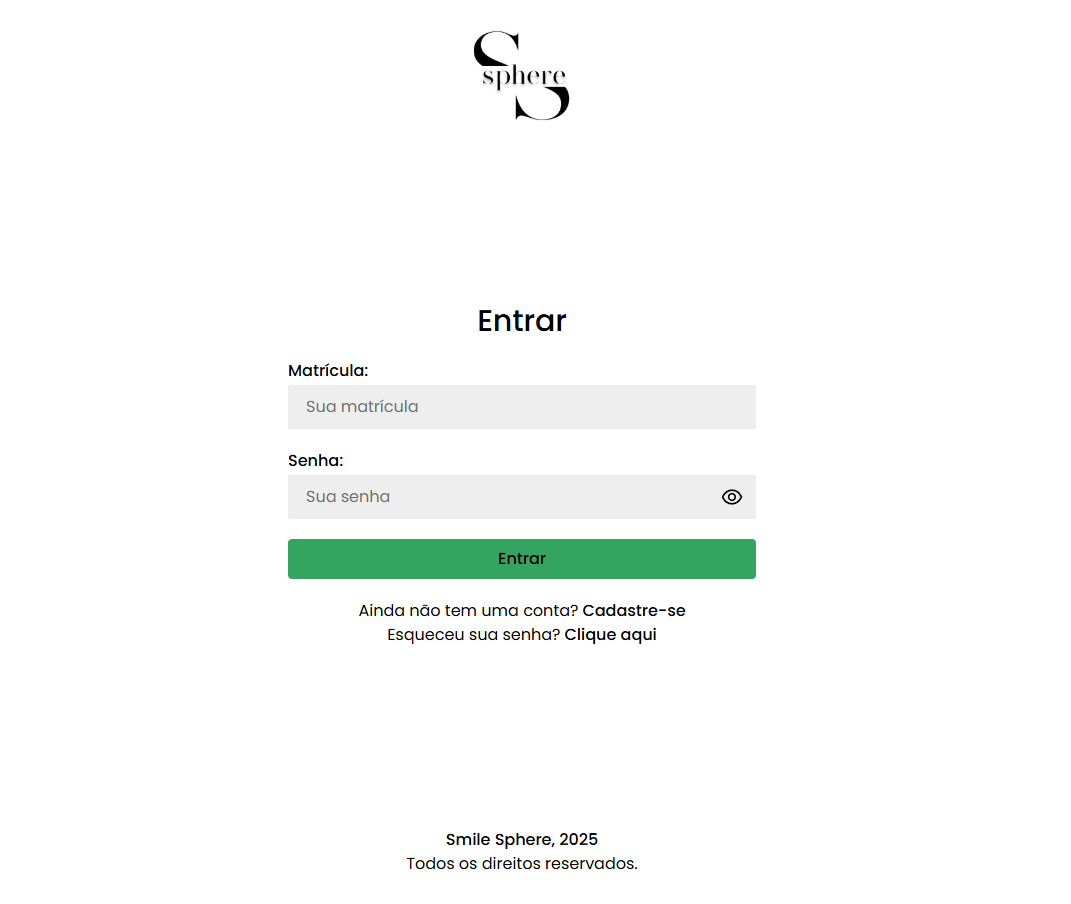 S
sphere
Entrar
Matrícula:
Sua matrícula
Senha:
Sua senha
Entrar
Ainda não tem uma conta? Cadastre-se
Esqueceu sua senha? Clique aqui
Smile Sphere, 2025
Todos os direitos reservados.